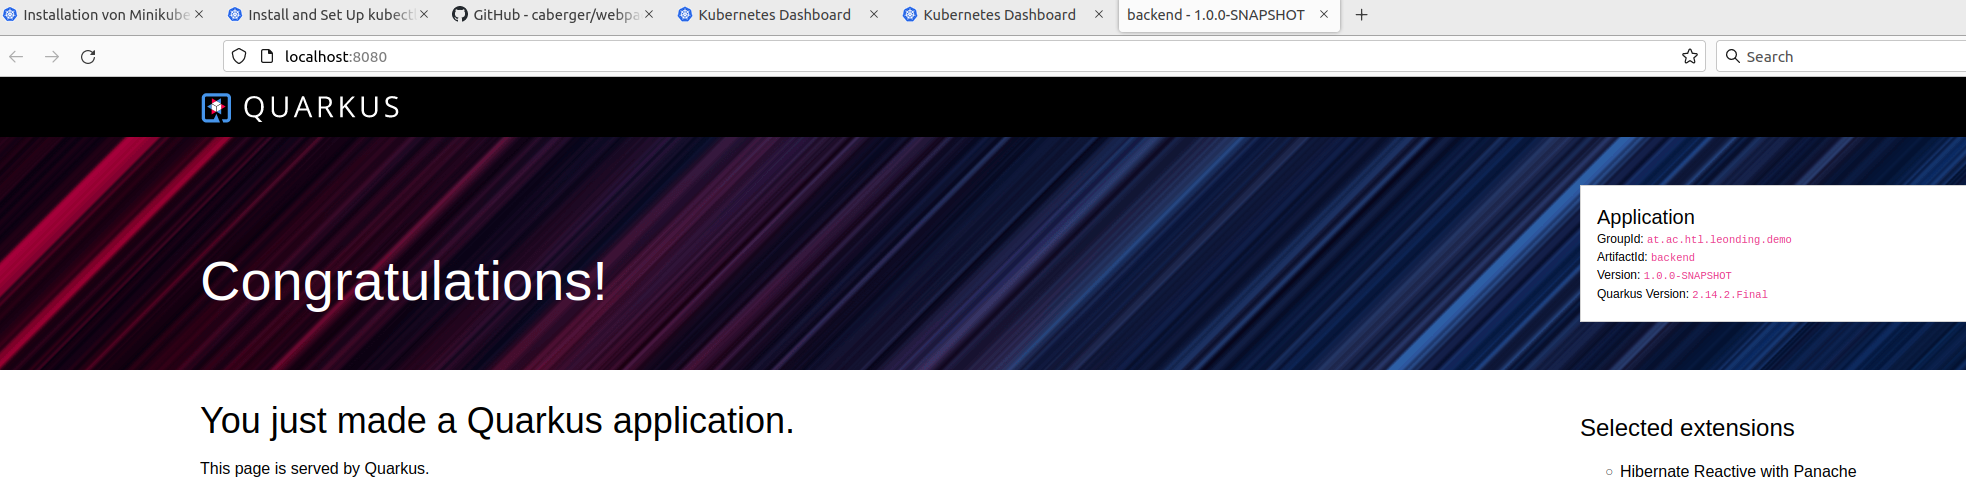 Installation von Minikube
Install and Set Up kubect
GitHub - caberger/webpa
Kubernetes Dashboard
Kubernetes Dashboard
backend - 1.0.0-SNAPSHOT
localhost:8080
Search
QUARKUS
Congratulations!
Application
GroupId: at.ac.htl.leonding.demo
ArtifactId: backend
Version: 1.0.0-SNAPSHOT
Quarkus Version: 2.14.2.Final
You just made a Quarkus application.
This page is served by Quarkus.
Selected extensions
Hibernate Reactive with Panache